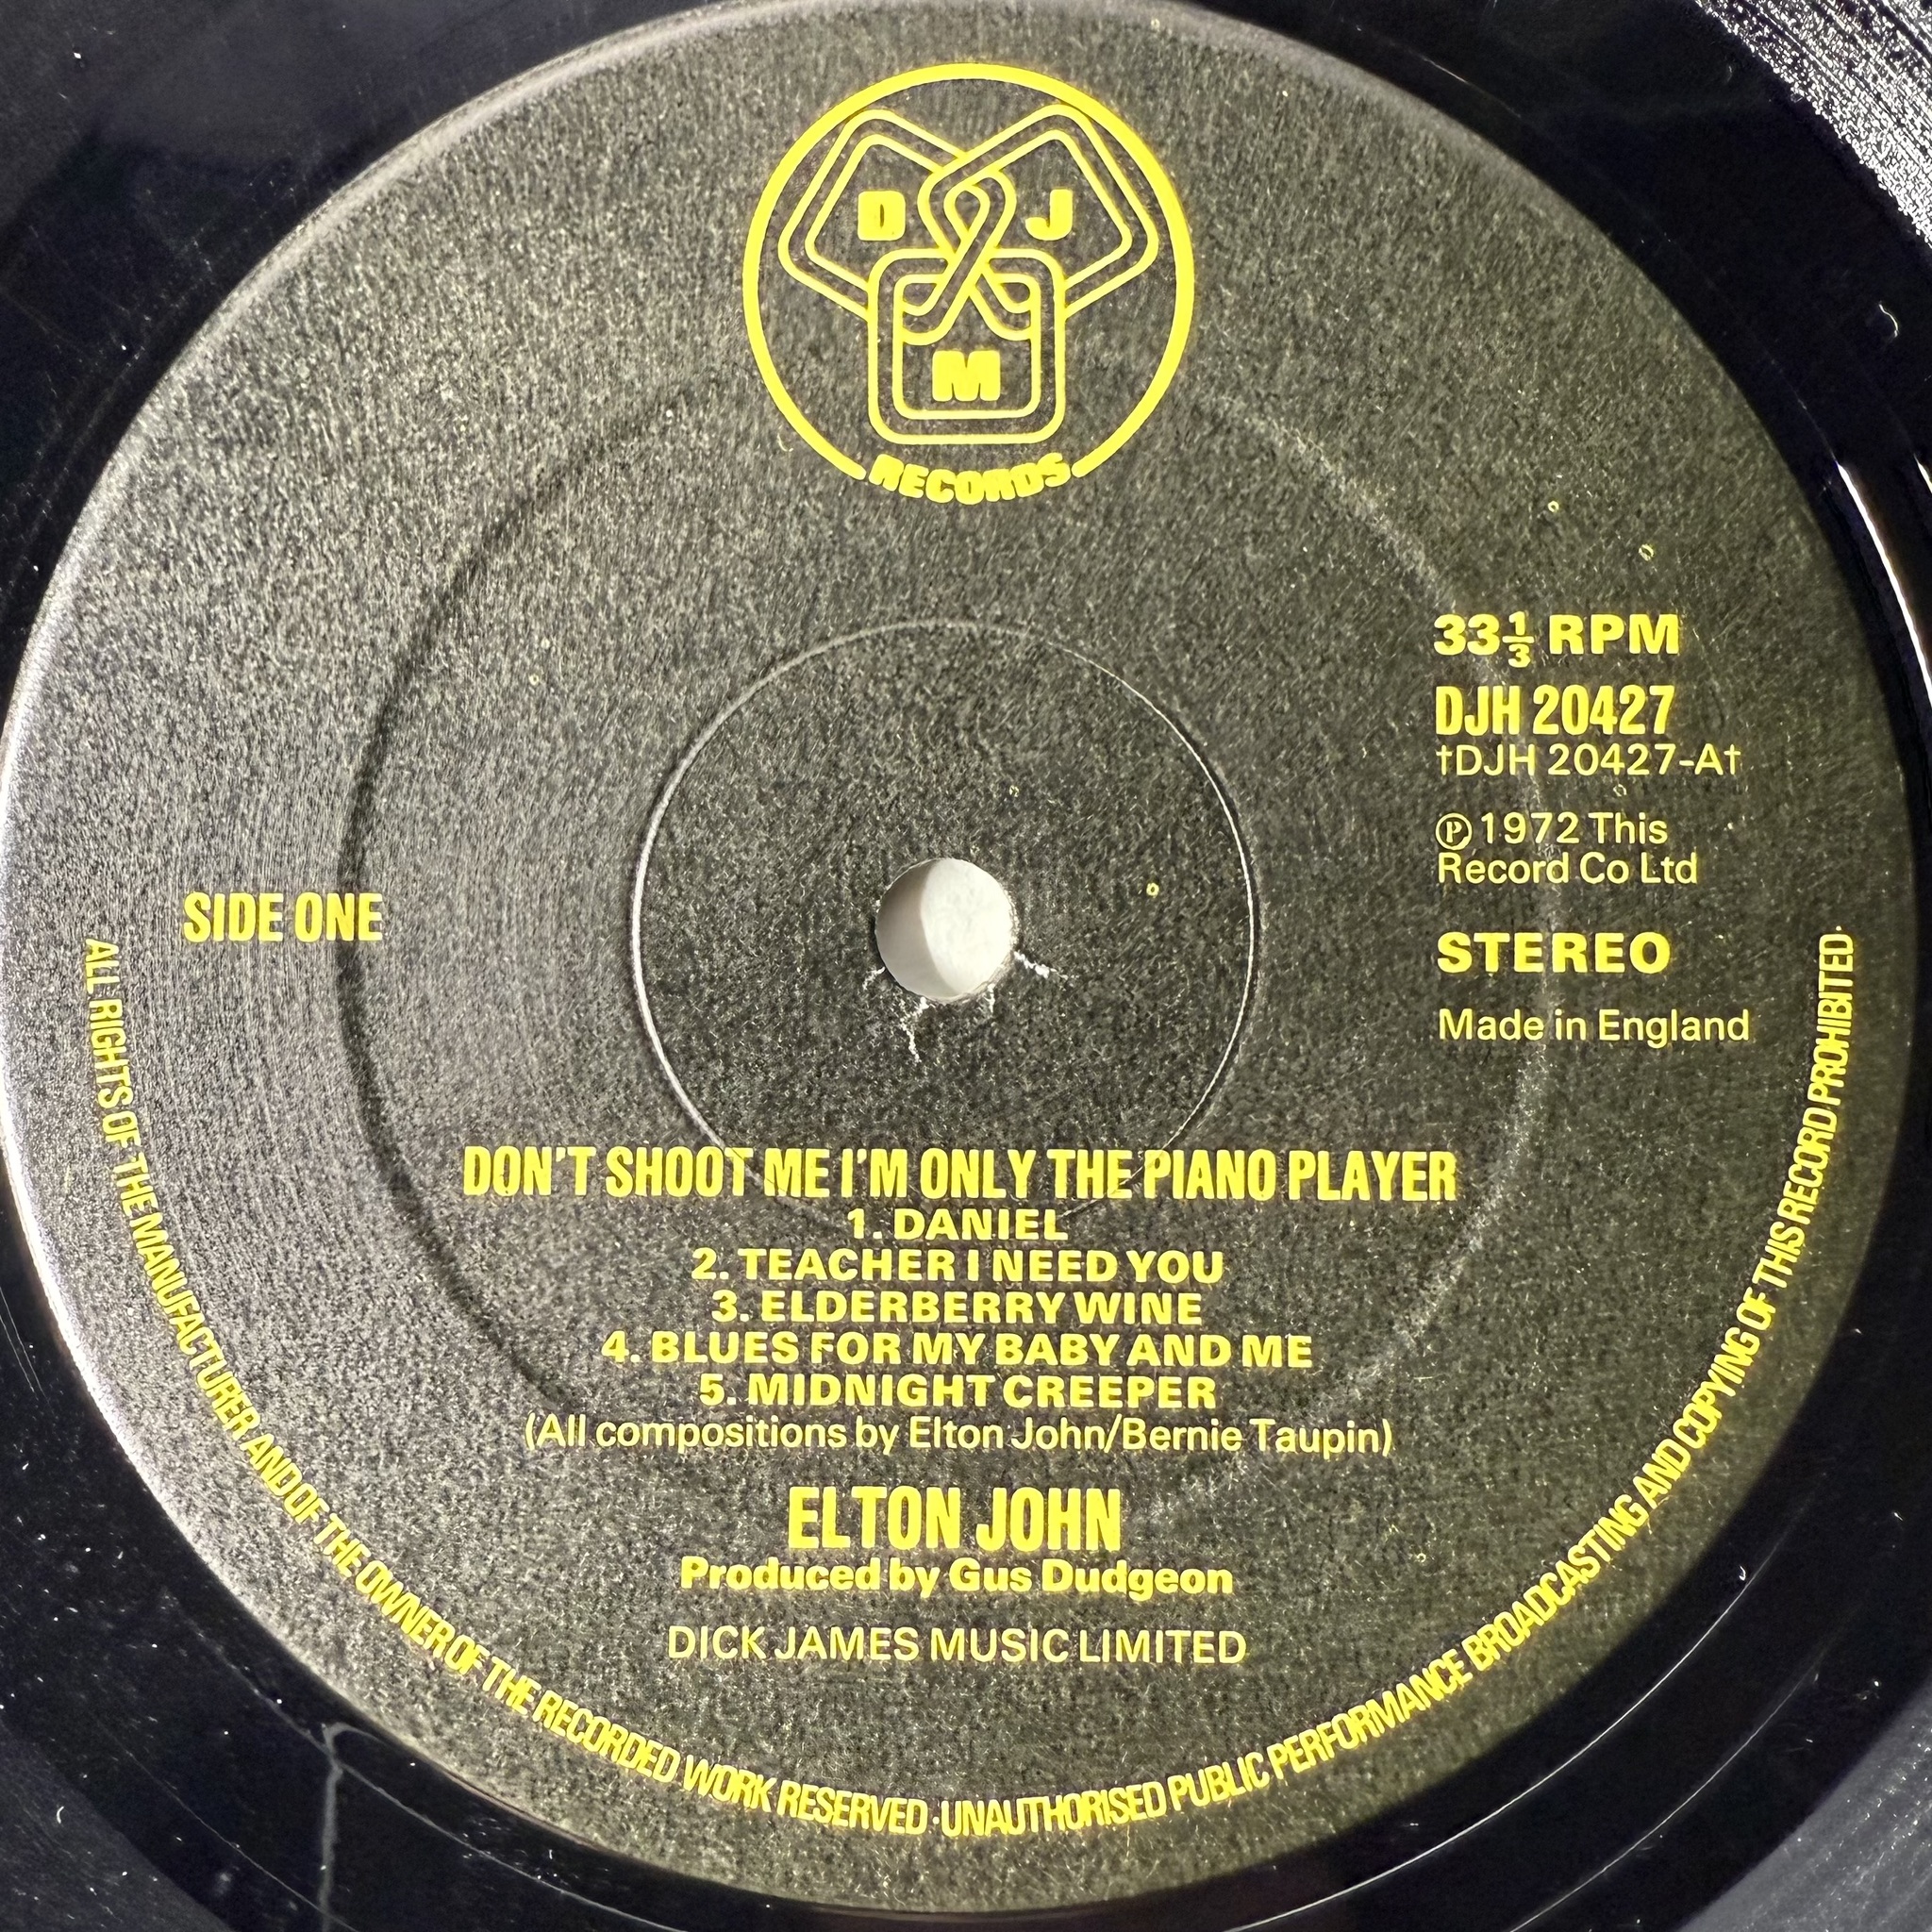 D J
M
RECORDS
33⅓ RPM
DJH 20427
†DJH 20427-A†
℗ 1972 This
Record Co Ltd
SIDE ONE
STEREO
Made in England
DON'T SHOOT ME I'M ONLY THE PIANO PLAYER
1. DANIEL
2. TEACHER I NEED YOU
3. ELDERBERRY WINE
4. BLUES FOR MY BABY AND ME
5. MIDNIGHT CREEPER
(All compositions by Elton John/Bernie Taupin)
ELTON JOHN
Produced by Gus Dudgeon
DICK JAMES MUSIC LIMITED
ALL RIGHTS OF THE MANUFACTURER AND OF THE OWNER OF THE RECORDED WORK RESERVED · UNAUTHORISED PUBLIC PERFORMANCE BROADCASTING AND COPYING OF THIS RECORD PROHIBITED·